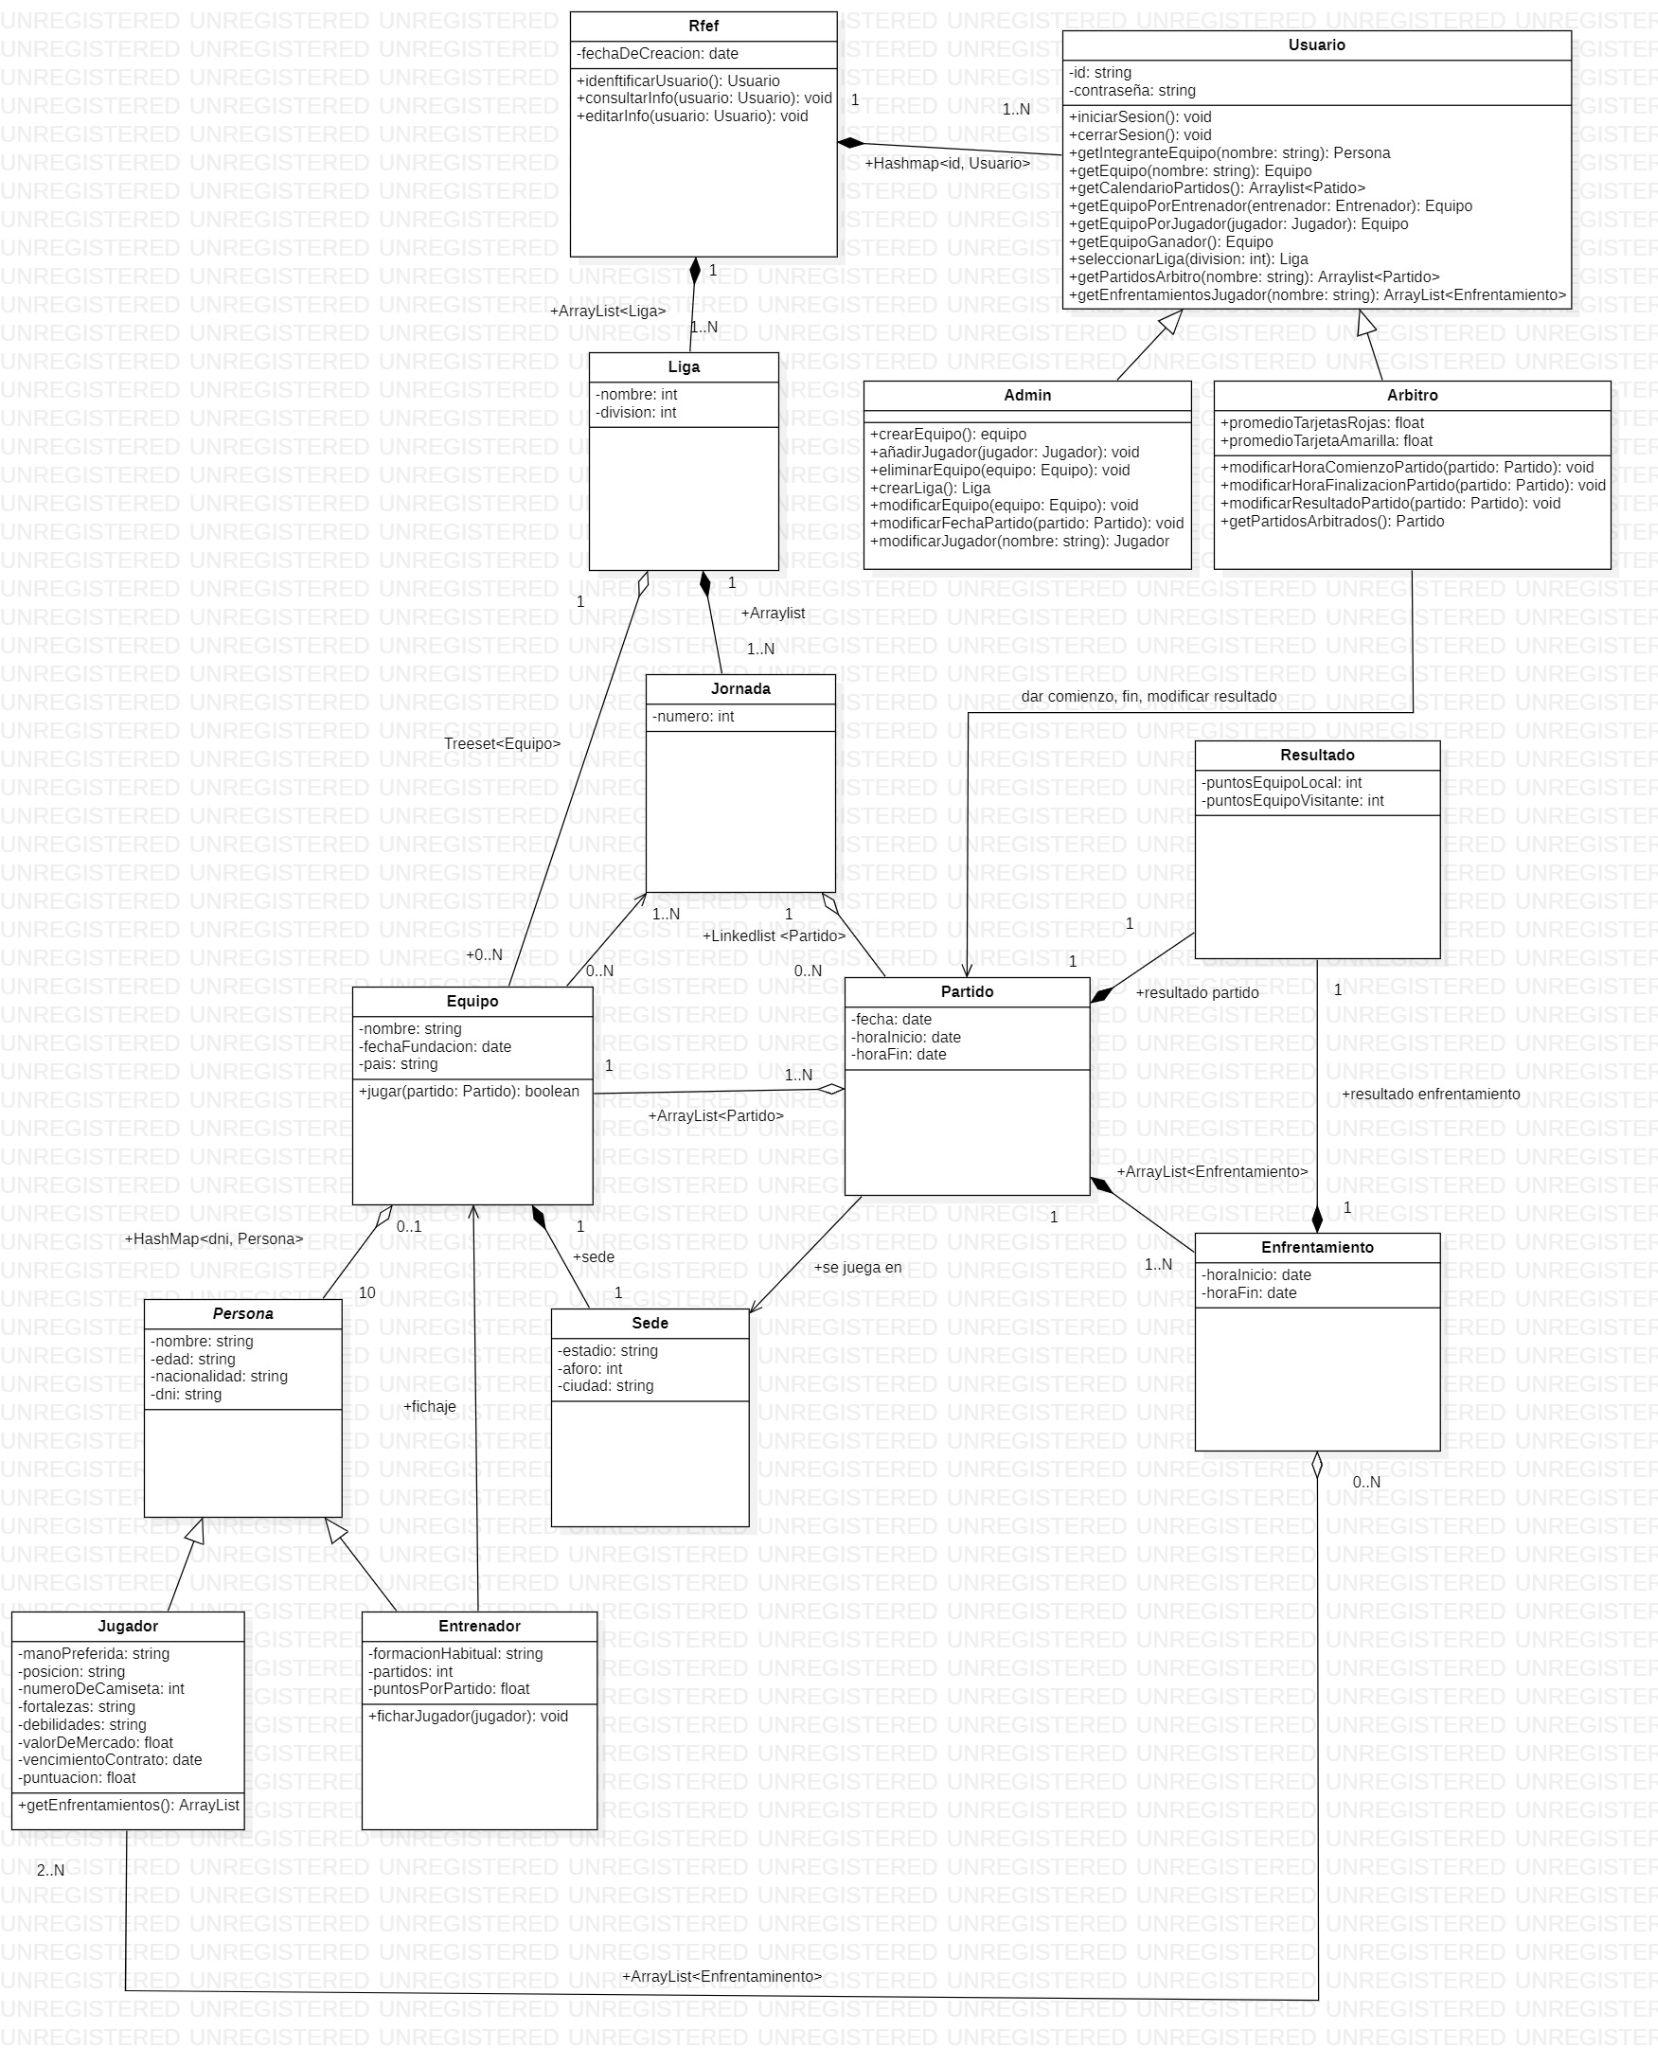 Rfef
-fechaDeCreacion: date
+idenftificarUsuario(): Usuario
+consultarInfo(usuario: Usuario): void
+editarInfo(usuario: Usuario): void
1
1..N
+Hashmap<id, Usuario>
Usuario
-id: string
-contraseña: string
+iniciarSesion(): void
+cerrarSesion(): void
+getIntegranteEquipo(nombre: string): Persona
+getEquipo(nombre: string): Equipo
+getCalendarioPartidos(): Arraylist<Patido>
+getEquipoPorEntrenador(entrenador: Entrenador): Equipo
+getEquipoPorJugador(jugador: Jugador): Equipo
+getEquipoGanador(): Equipo
+seleccionarLiga(division: int): Liga
+getPartidosArbitro(nombre: string): Arraylist<Partido>
+getEnfrentamientosJugador(nombre: string): ArrayList<Enfrentamiento>
1
+ArrayList<Liga>
1..N
Liga
-nombre: int
-division: int
Admin
+crearEquipo(): equipo
+añadirJugador(jugador: Jugador): void
+eliminarEquipo(equipo: Equipo): void
+crearLiga(): Liga
+modificarEquipo(equipo: Equipo): void
+modificarFechaPartido(partido: Partido): void
+modificarJugador(nombre: string): Jugador
Arbitro
+promedioTarjetasRojas: float
+promedioTarjetaAmarilla: float
+modificarHoraComienzoPartido(partido: Partido): void
+modificarHoraFinalizacionPartido(partido: Partido): void
+modificarResultadoPartido(partido: Partido): void
+getPartidosArbitrados(): Partido
1
1
+Arraylist
1..N
Jornada
-numero: int
dar comienzo, fin, modificar resultado
Treeset<Equipo>
Resultado
-puntosEquipoLocal: int
-puntosEquipoVisitante: int
1..N
1
+Linkedlist <Partido>
1
+0..N
0..N
0..N
1
+resultado partido
1
Equipo
-nombre: string
-fechaFundacion: date
-pais: string
+jugar(partido: Partido): boolean
Partido
-fecha: date
-horaInicio: date
-horaFin: date
1
1..N
+ArrayList<Partido>
+resultado enfrentamiento
+ArrayList<Enfrentamiento>
1
1..N
1
Enfrentamiento
-horaInicio: date
-horaFin: date
0..N
+HashMap<dni, Persona>
0..1
10
1
+sede
1
+se juega en
Persona
-nombre: string
-edad: string
-nacionalidad: string
-dni: string
Sede
-estadio: string
-aforo: int
-ciudad: string
+fichaje
Jugador
-manoPreferida: string
-posicion: string
-numeroDeCamiseta: int
-fortalezas: string
-debilidades: string
-valorDeMercado: float
-vencimientoContrato: date
-puntuacion: float
+getEnfrentamientos(): ArrayList
Entrenador
-formacionHabitual: string
-partidos: int
-puntosPorPartido: float
+ficharJugador(jugador): void
2..N
+ArrayList<Enfrentaminento>
UNREGISTERED